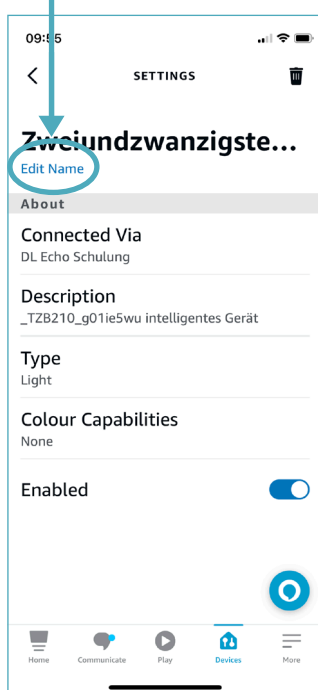 09:55
SETTINGS
Zweiundzwanzigste...
Edit Name
About
Connected Via
DL Echo Schulung
Description
_TZB210_g01ie5wu intelligentes Gerät
Type
Light
Colour Capabilities
None
Enabled
Home Communicate Play Devices More